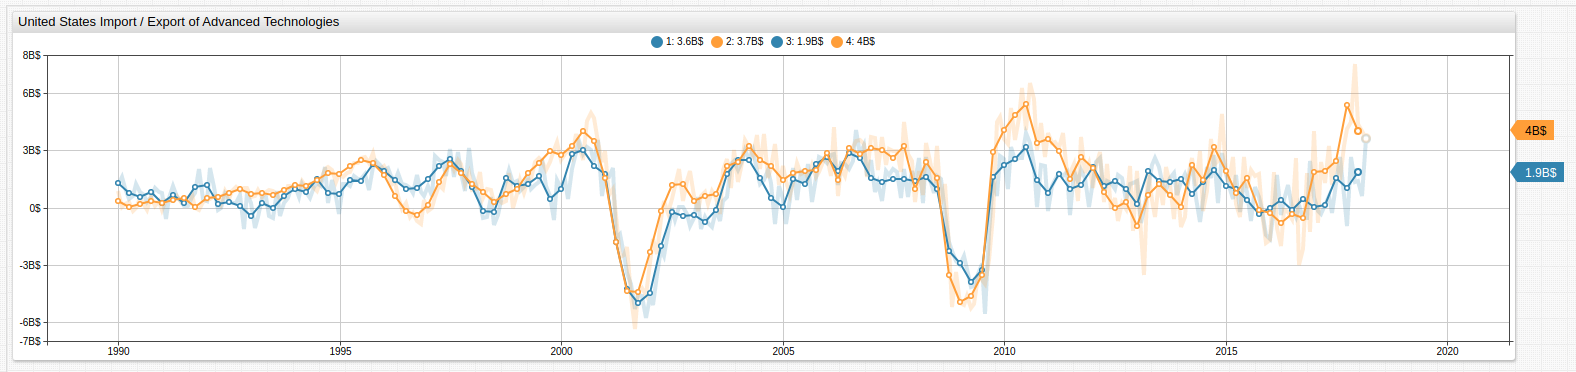 United States Import / Export of Advanced Technologies
1: 3.6B$ 2: 3.7B$ 3: 1.9B$ 4: 4B$
8B$
6B$
4B$
3B$
1.9B$
0B$
-3B$
-6B$
-7B$
1990 1995 2000 2005 2010 2015 2020